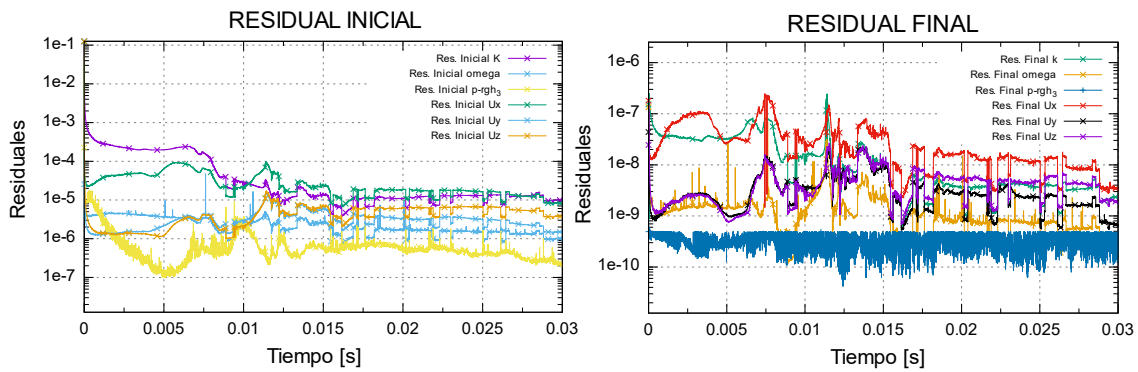 RESIDUAL INICIAL
1e-1
1e-2
1e-3
1e-4
1e-5
1e-6
1e-7
Residuales
Res. Inicial K
Res. Inicial omega
Res. Inicial p-rgh₃
Res. Inicial Ux
Res. Inicial Uy
Res. Inicial Uz
0 0.005 0.01 0.015 0.02 0.025 0.03
Tiempo [s]
RESIDUAL FINAL
1e-6
1e-7
1e-8
1e-9
1e-10
Residuales
Res. Final k
Res. Final omega
Res. Final p-rgh₃
Res. Final Ux
Res. Final Uy
Res. Final Uz
0 0.005 0.01 0.015 0.02 0.025 0.03
Tiempo [s]